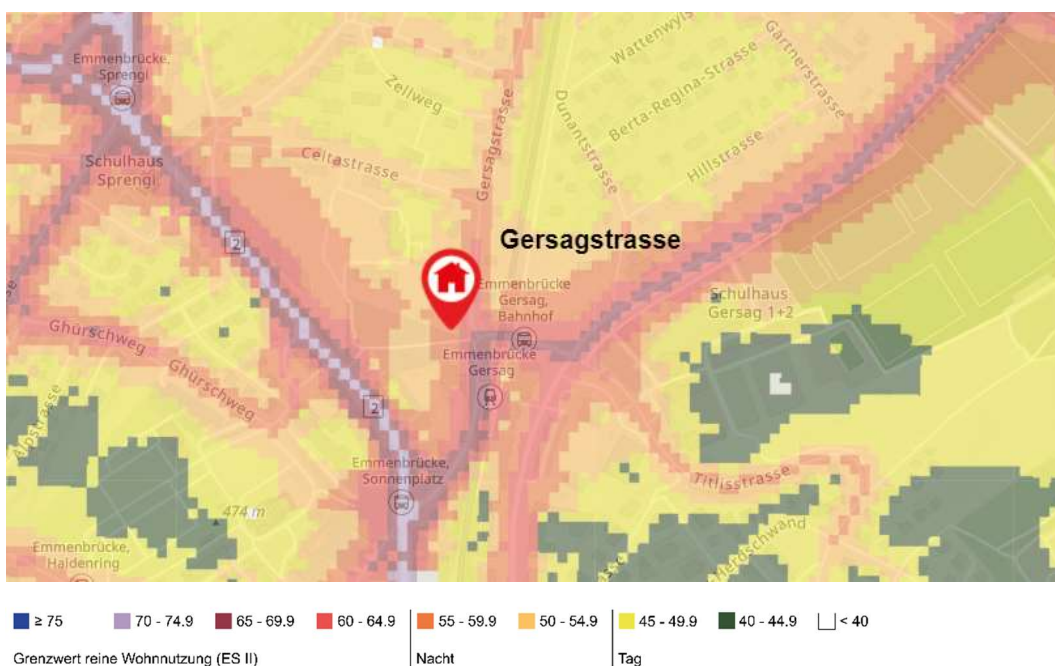 Emmenbrücke,
Sprengi
Zellweg
Wattenwyls
Gärtnerstrasse
Berta-Regina-Strasse
Dunantstrasse
Hillstrasse
Gersagstrasse
Schulhaus
Sprengi
Celtastrasse
2
Gersagstrasse
Emmenbrücke
Gersag,
Bahnhof
Schulhaus
Gersag 1+2
Ghürschweg
Emmenbrücke
Gersag
Ghürschweg
2
Emmenbrücke,
Sonnenplatz
Titlisstrasse
474 m
Emmenbrücke,
Haldenring
Herdschwand
≥ 75
70 - 74.9
65 - 69.9
60 - 64.9
55 - 59.9
50 - 54.9
45 - 49.9
40 - 44.9
< 40
Grenzwert reine Wohnnutzung (ES II)
Nacht
Tag